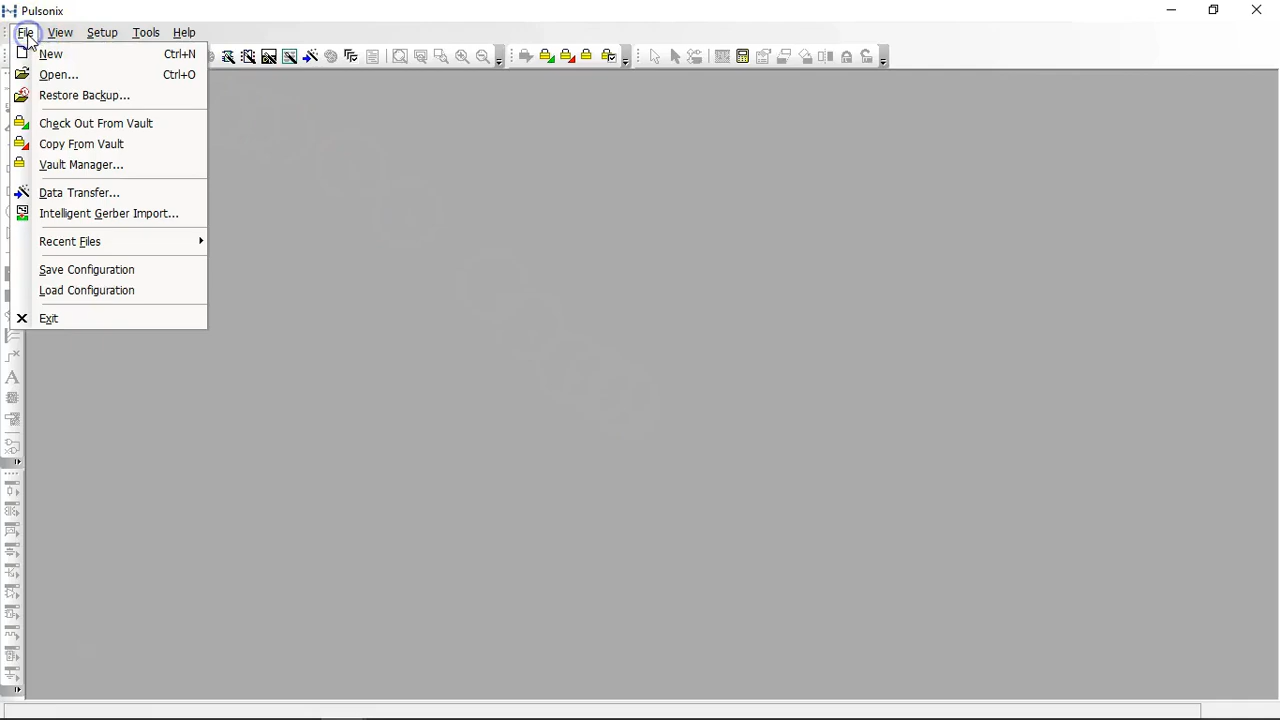 Pulsonix
File View Setup Tools Help
New Ctrl+N
Open... Ctrl+O
Restore Backup...
Check Out From Vault
Copy From Vault
Vault Manager...
Data Transfer...
Intelligent Gerber Import...
Recent Files
Save Configuration
Load Configuration
Exit